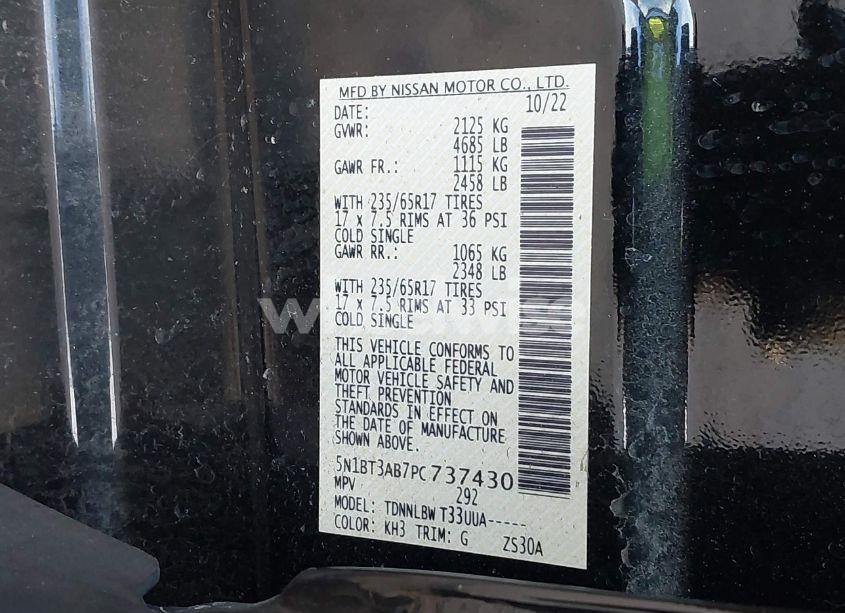 MFD BY NISSAN MOTOR CO., LTD.
DATE: 10/22
GVWR: 2125 KG
4685 LB
GAWR FR.: 1115 KG
2458 LB
WITH 235/65R17 TIRES
17 x 7.5 RIMS AT 36 PSI
COLD SINGLE
GAWR RR.: 1065 KG
2348 LB
WITH 235/65R17 TIRES
17 x 7.5 RIMS AT 33 PSI
COLD SINGLE
THIS VEHICLE CONFORMS TO
ALL APPLICABLE FEDERAL
MOTOR VEHICLE SAFETY AND
THEFT PREVENTION
STANDARDS IN EFFECT ON
THE DATE OF MANUFACTURE
SHOWN ABOVE.
5N1BT3AB7PC737430
MPV 292
MODEL: TDNNLBW T33UUA-----
COLOR: KH3 TRIM: G ZS30A